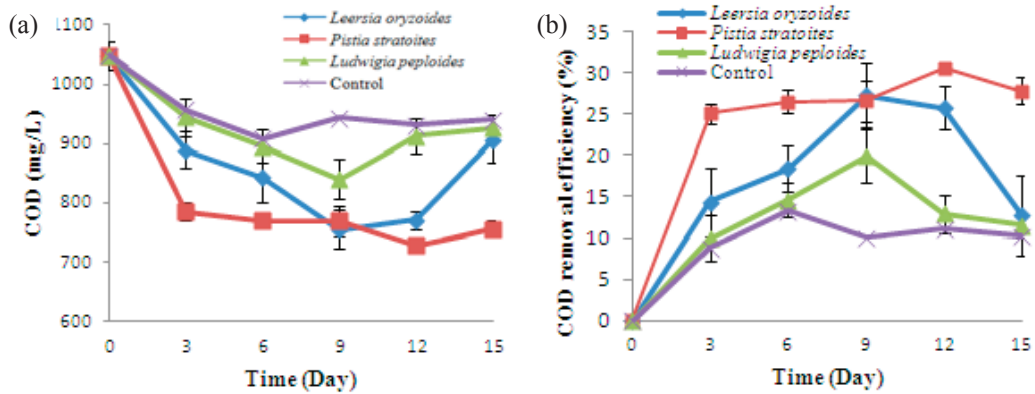 (a)
1100
1000
900
800
700
600
COD (mg/L)
0 3 6 9 12 15
Time (Day)
Leersia oryzoides
Pistia stratoites
Ludwigia peploides
Control
(b)
35
30
25
20
15
10
5
0
COD removal efficiency (%)
0 3 6 9 12 15
Time (Day)
Leersia oryzoides
Pistia stratoites
Ludwigia peploides
Control